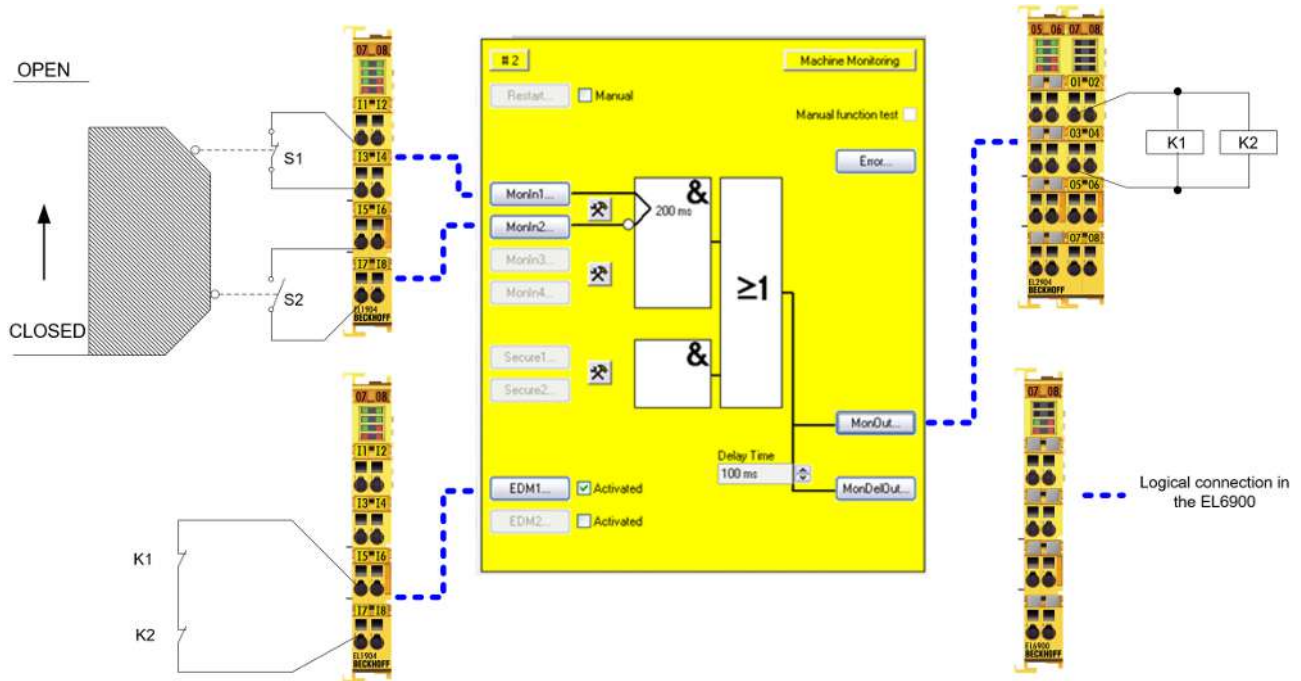 OPEN
CLOSED
S1
S2
07 08
I1 I2
I3 I4
I5 I6
I7 I8
EL1904
BECKHOFF
K1
K2
07 08
I1 I2
I3 I4
I5 I6
I7 I8
EL1904
BECKHOFF
# 2
Machine Monitoring
Restart...
Manual
Manual function test
Error...
MonIn1...
MonIn2...
MonIn3...
MonIn4...
200 ms
&
≥1
&
Secure1...
Secure2...
MonOut...
Delay Time
100 ms
MonDelOut...
EDM1...
Activated
EDM2...
Activated
05 06 07 08
01 02
03 04
05 06
07 08
EL2904
BECKHOFF
K1
K2
07 08
EL6900
BECKHOFF
Logical connection in
the EL6900